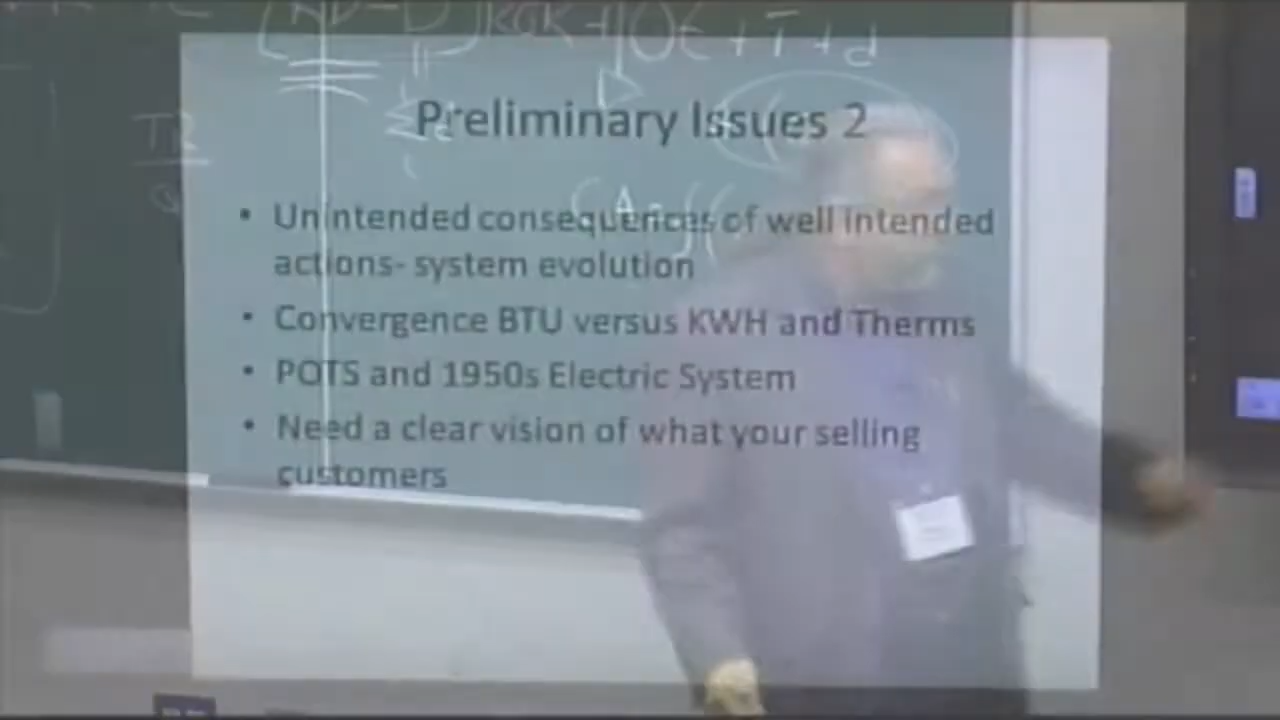 Preliminary Issues 2
• Unintended consequences of well intended
actions- system evolution
• Convergence BTU versus KWH and Therms
• POTS and 1950s Electric System
• Need a clear vision of what your selling
customers